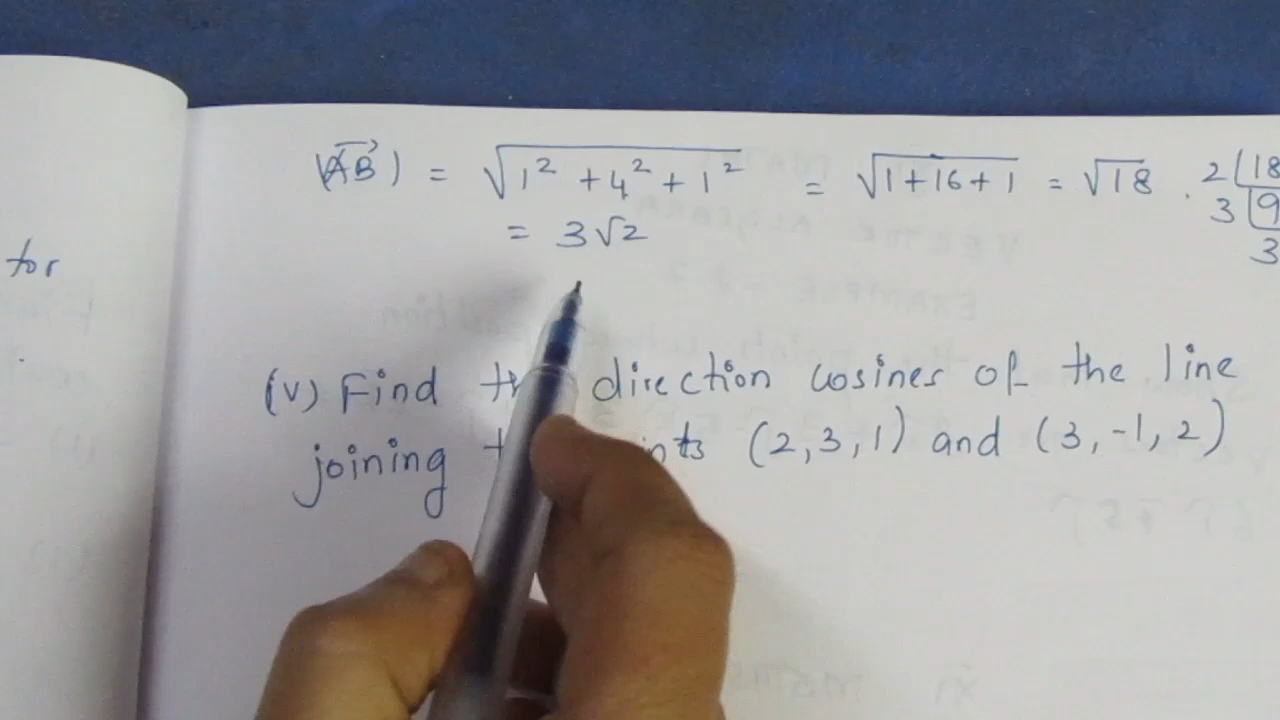 for
|AB⃗| = √1² + 4² + 1² = √1+16+1 = √18 . 2 18
= 3√2 3 9
3
(v) Find direction cosines of the line
joining (2,3,1) and (3,-1,2)